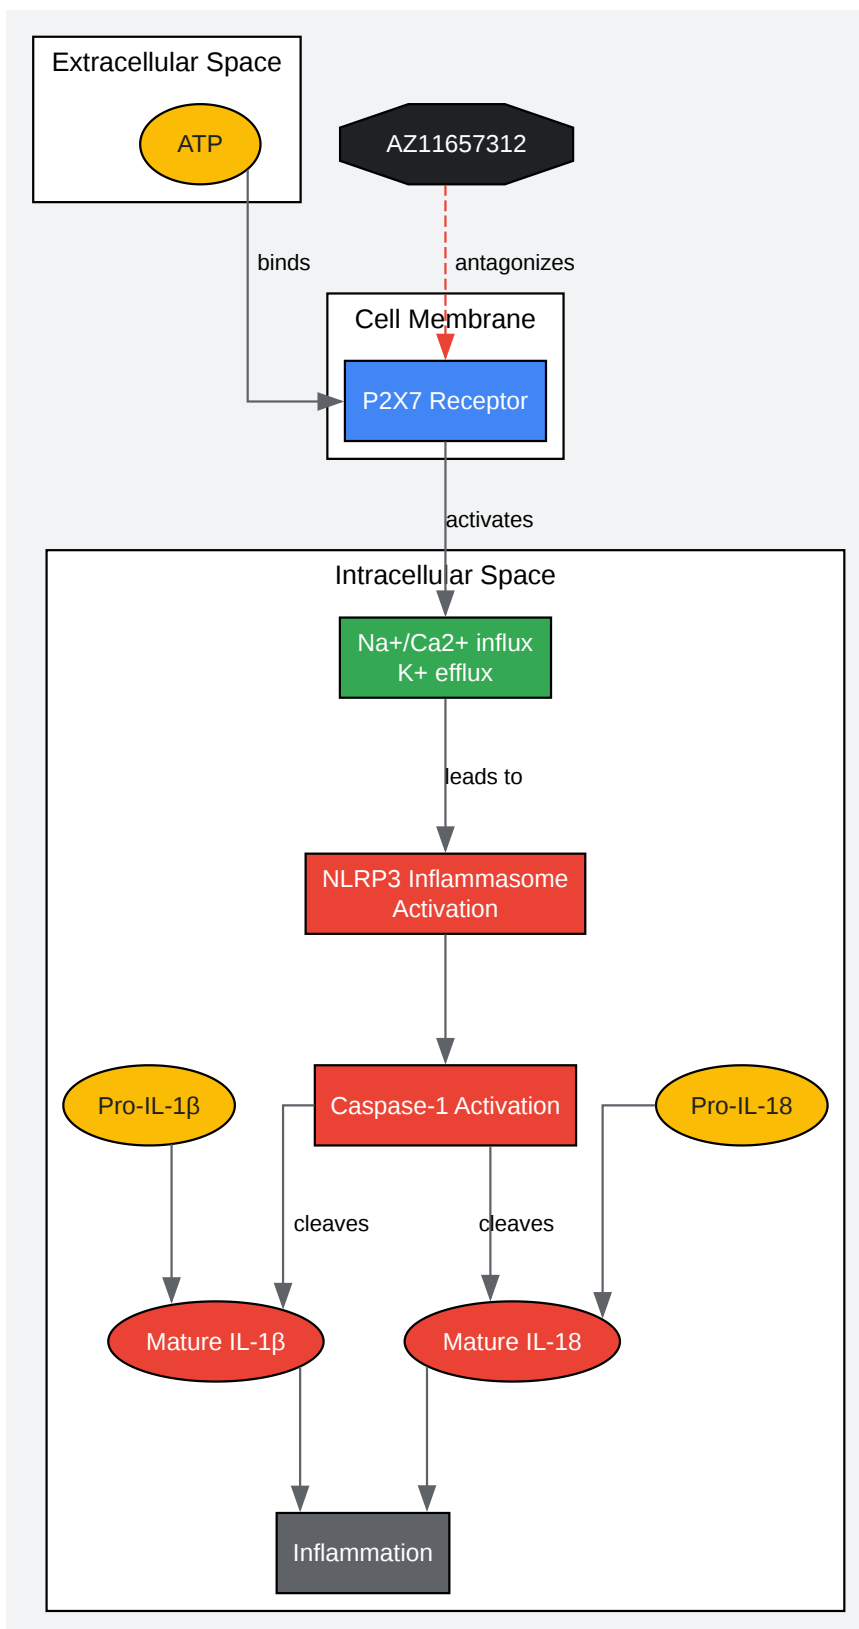 Extracellular Space
ATP
AZ11657312
binds
antagonizes
Cell Membrane
P2X7 Receptor
activates
Intracellular Space
Na+/Ca2+ influx
K+ efflux
leads to
NLRP3 Inflammasome
Activation
Pro-IL-1β
Caspase-1 Activation
Pro-IL-18
cleaves
cleaves
Mature IL-1β
Mature IL-18
Inflammation